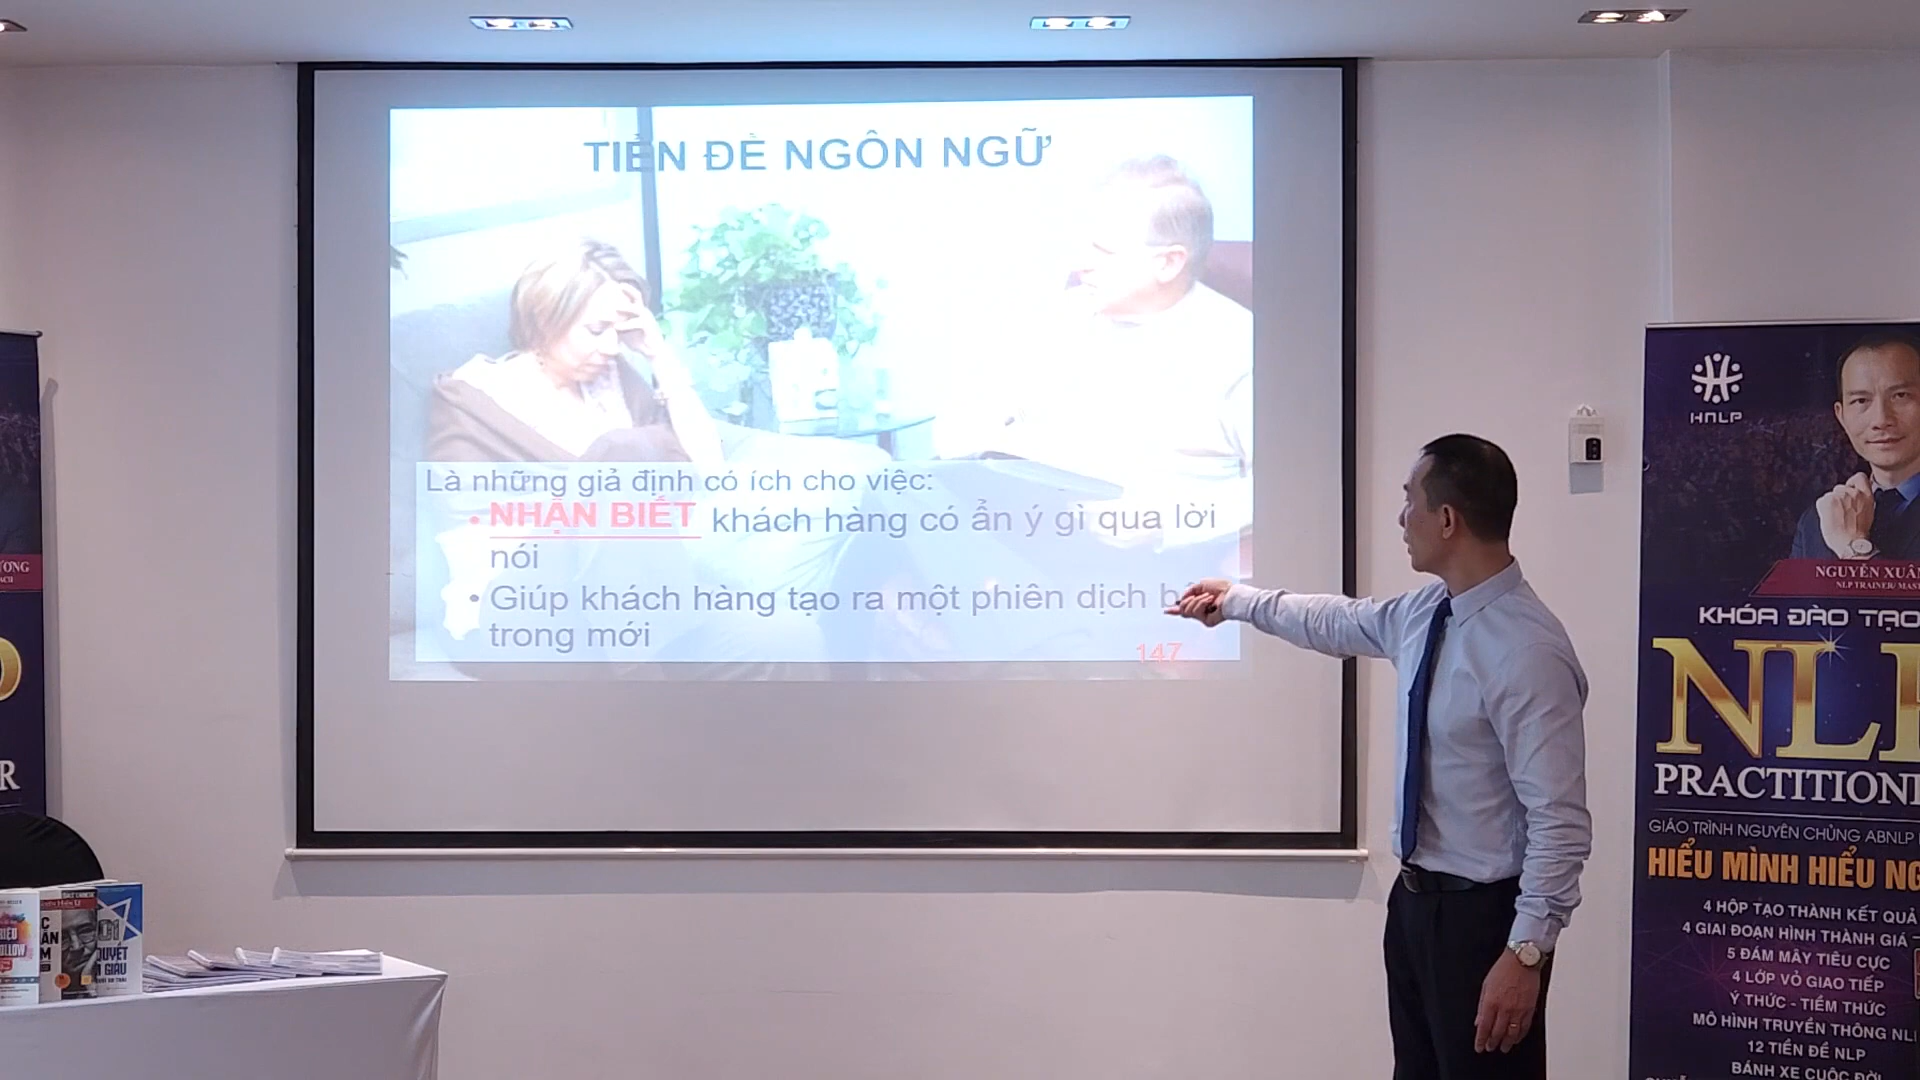 TIỀN ĐỀ NGÔN NGỮ
Là những giả định có ích cho việc:
• NHẬN BIẾT khách hàng có ẩn ý gì qua lời
nói
• Giúp khách hàng tạo ra một phiên dịch
trong mới
147
HNLP
NGUYỄN XUÂN
NLP TRAINER/
KHÓA ĐÀO TẠO
NLP
PRACTITION
GIÁO TRÌNH NGUYÊN CHỦNG ABNLP
HIỂU MÌNH HIỂU
4 HỘP TẠO THÀNH KẾT QUẢ
4 GIAI ĐOẠN HÌNH THÀNH GIÁ
5 ĐÁM MÂY TIÊU CỰC
4 LỚP VỎ GIAO TIẾP
Ý THỨC - TIỀM THỨC
MÔ HÌNH TRUYỀN THÔNG
12 TIỀN ĐỀ NLP
BÁNH XE CUỘC ĐỜI
R
QUYẾT